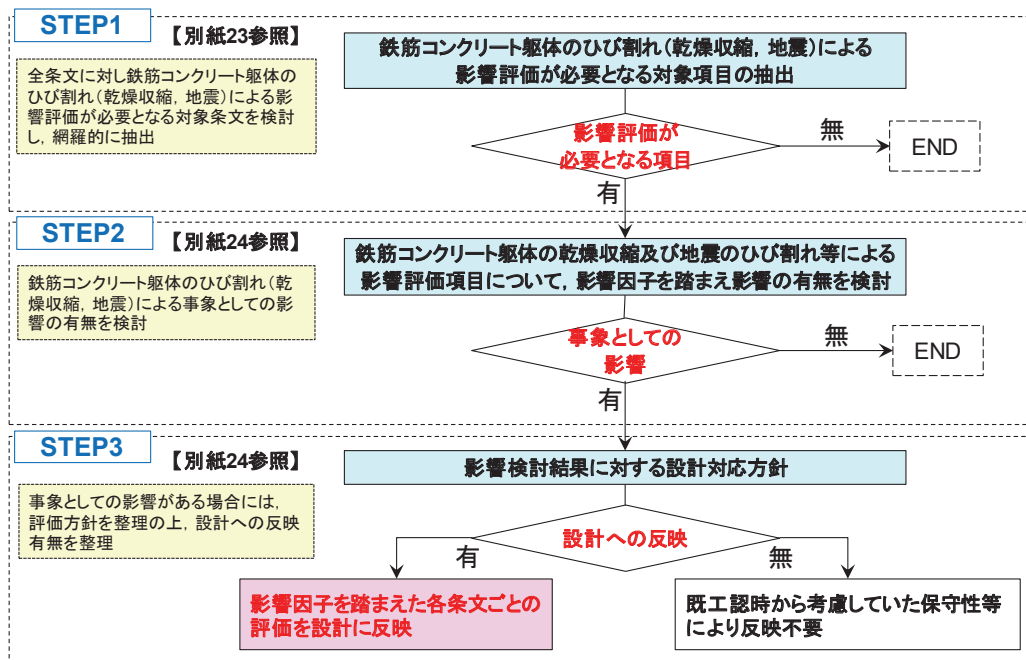 STEP1
【別紙23参照】
全条文に対し鉄筋コンクリート躯体の
ひび割れ(乾燥収縮, 地震)による影
響評価が必要となる対象条文を検討
し, 網羅的に抽出
鉄筋コンクリート躯体のひび割れ(乾燥収縮, 地震)による
影響評価が必要となる対象項目の抽出
影響評価が
必要となる項目
無
END
有
STEP2
【別紙24参照】
鉄筋コンクリート躯体のひび割れ(乾
燥収縮, 地震)による事象としての影
響の有無を検討
鉄筋コンクリート躯体の乾燥収縮及び地震のひび割れ等による
影響評価項目について, 影響因子を踏まえ影響の有無を検討
事象としての
影響
無
END
有
STEP3
【別紙24参照】
事象としての影響がある場合には,
評価方針を整理の上, 設計への反映
有無を整理
影響検討結果に対する設計対応方針
設計への反映
有
無
影響因子を踏まえた各条文ごとの
評価を設計に反映
既工認時から考慮していた保守性等
により反映不要